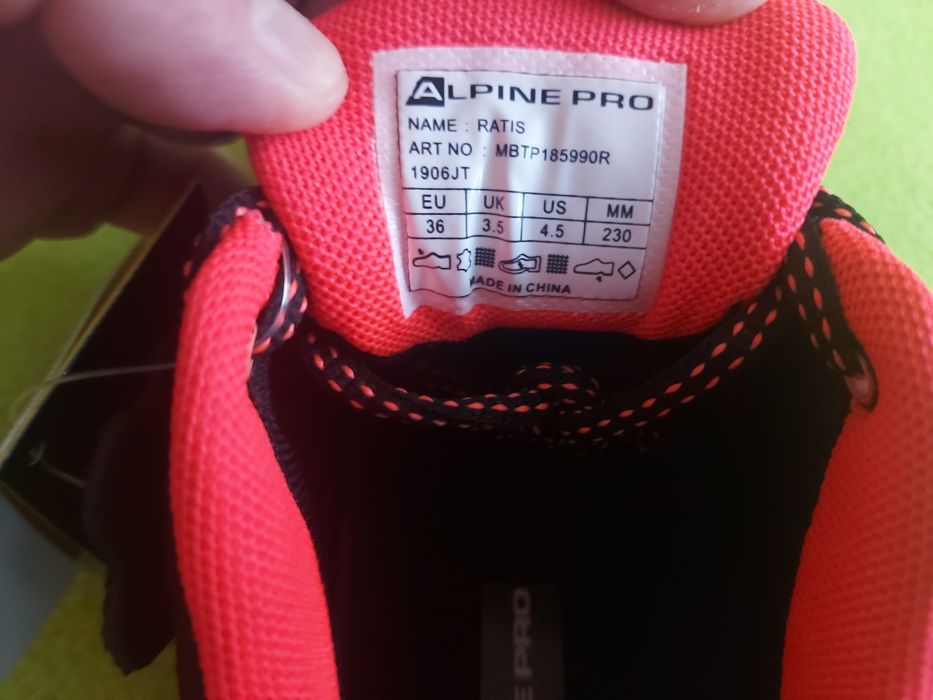 ALPINE PRO
NAME : RATIS
ART NO : MBTP185990R
1906JT
EU UK US MM
36 3.5 4.5 230
MADE IN CHINA
E PRO